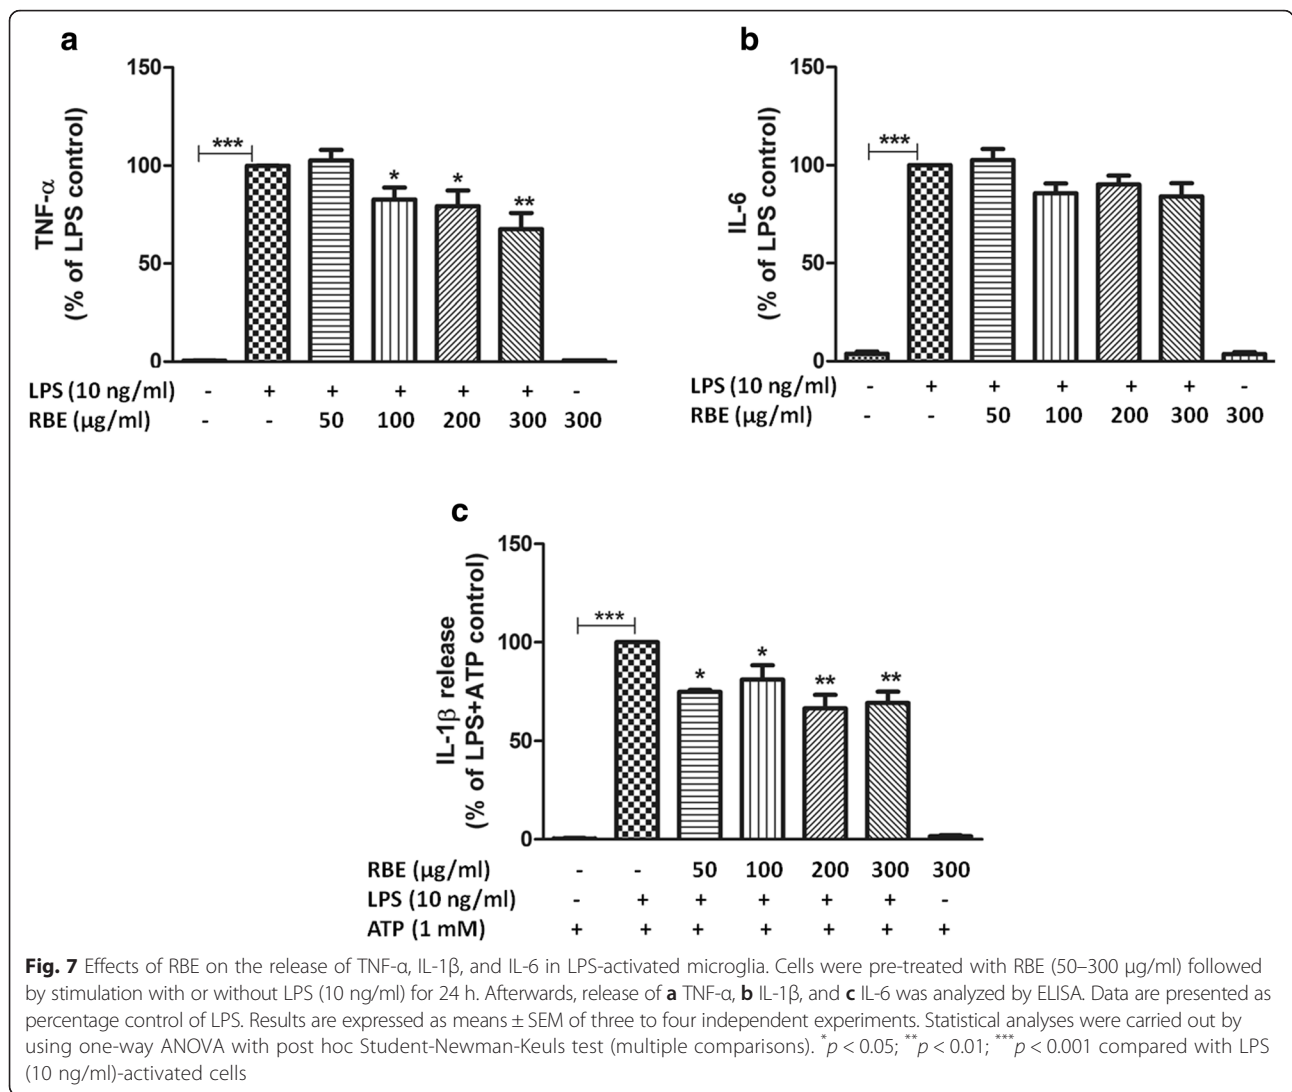 a
150
100
50
0
TNF-α
(% of LPS control)
***
*
*
**
LPS (10 ng/ml) - + + + + + -
RBE (µg/ml) - - 50 100 200 300 300
b
150
100
50
0
IL-6
(% of LPS control)
***
LPS (10 ng/ml) - + + + + + -
RBE (µg/ml) - - 50 100 200 300 300
c
150
100
50
0
IL-1β release
(% of LPS+ATP control)
***
*
*
**
**
RBE (µg/ml) - - 50 100 200 300 300
LPS (10 ng/ml) - + + + + + -
ATP (1 mM) + + + + + + +
Fig. 7 Effects of RBE on the release of TNF-α, IL-1β, and IL-6 in LPS-activated microglia. Cells were pre-treated with RBE (50–300 µg/ml) followed
by stimulation with or without LPS (10 ng/ml) for 24 h. Afterwards, release of a TNF-α, b IL-1β, and c IL-6 was analyzed by ELISA. Data are presented as
percentage control of LPS. Results are expressed as means ± SEM of three to four independent experiments. Statistical analyses were carried out by
using one-way ANOVA with post hoc Student-Newman-Keuls test (multiple comparisons). *p < 0.05; **p < 0.01; ***p < 0.001 compared with LPS
(10 ng/ml)-activated cells